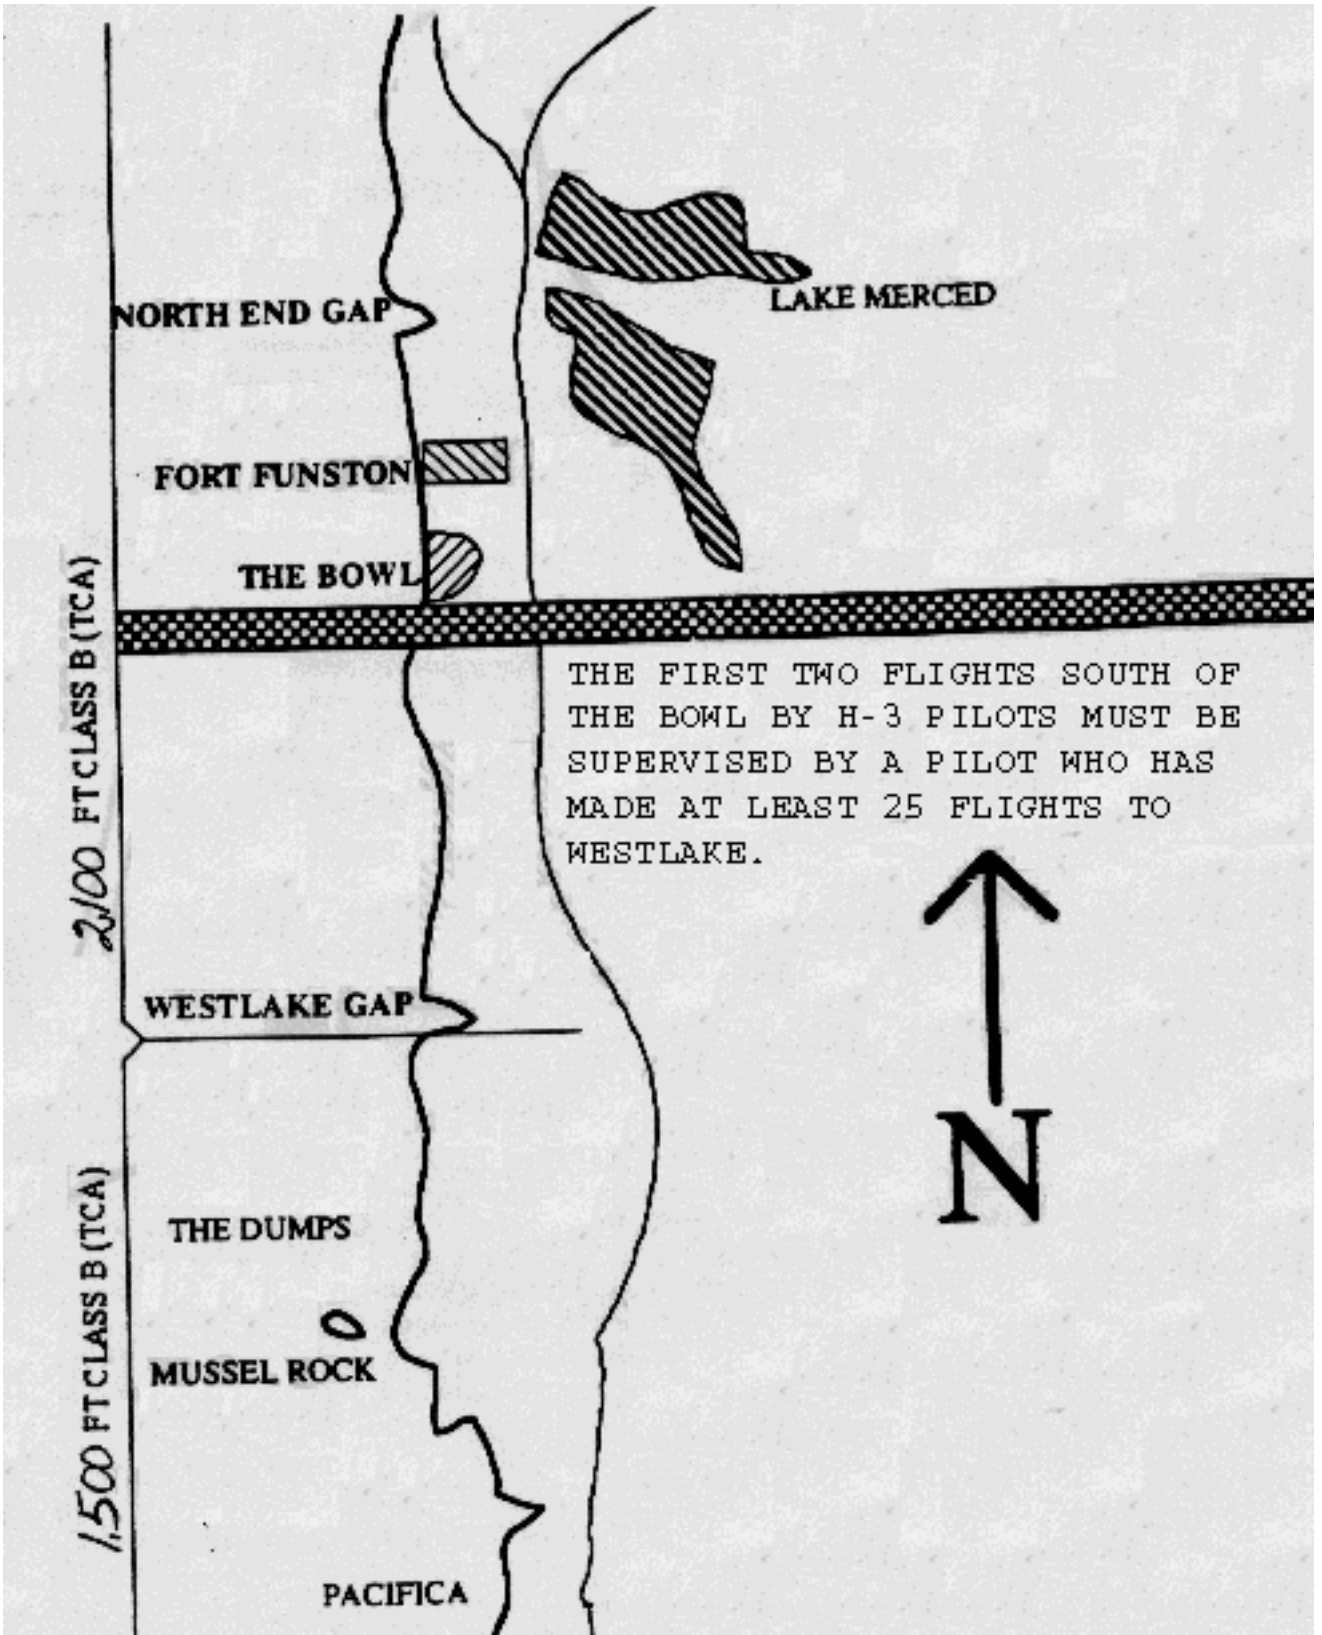 NORTH END GAP
LAKE MERCED
FORT FUNSTON
THE BOWL
2,100 FT CLASS B (TCA)
THE FIRST TWO FLIGHTS SOUTH OF
THE BOWL BY H-3 PILOTS MUST BE
SUPERVISED BY A PILOT WHO HAS
MADE AT LEAST 25 FLIGHTS TO
WESTLAKE.
WESTLAKE GAP
N
THE DUMPS
MUSSEL ROCK
1,500 FT CLASS B (TCA)
PACIFICA